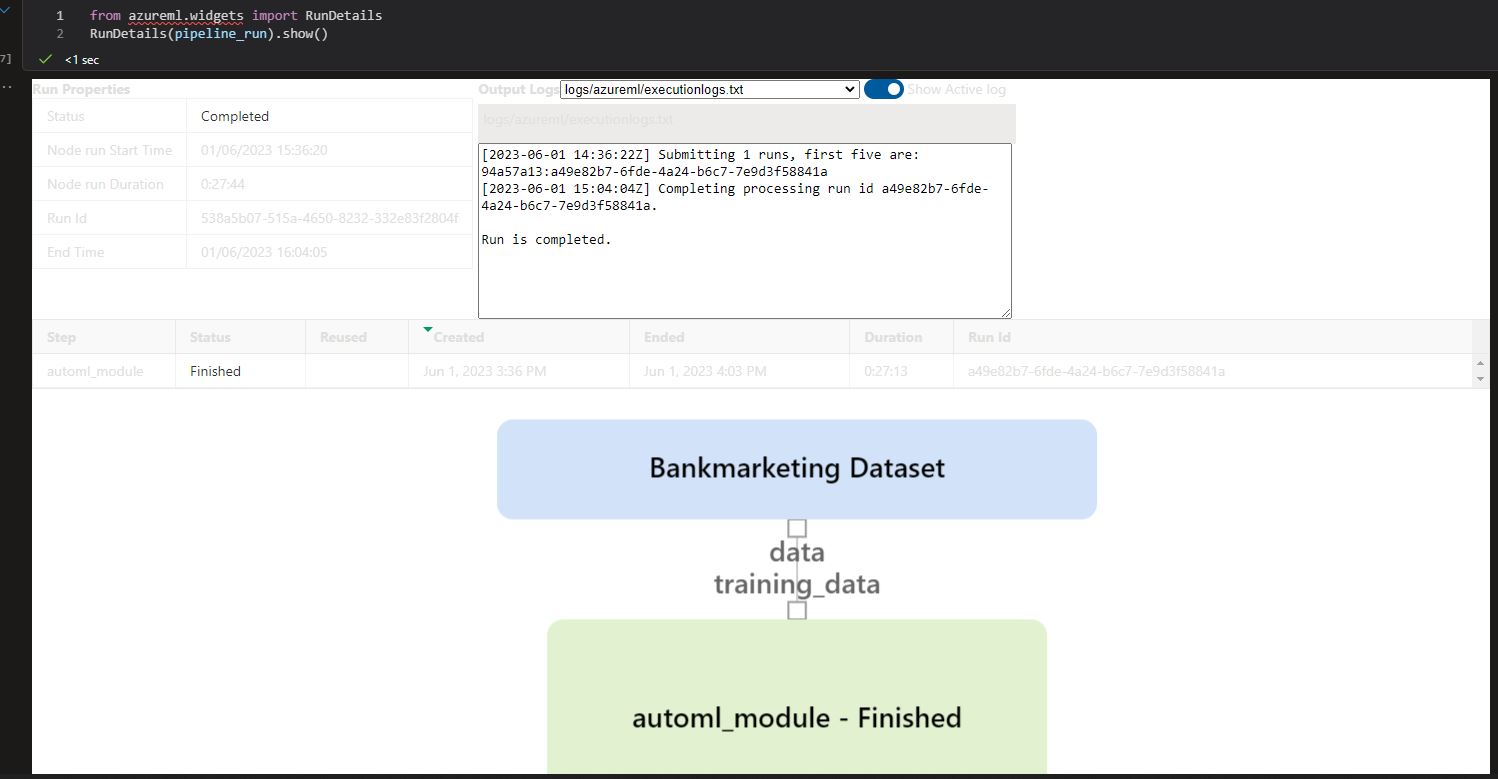 1 from azureml.widgets import RunDetails
2 RunDetails(pipeline_run).show()
7]
<1 sec
Run Properties
Status Completed
Node run Start Time 01/06/2023 15:36:20
Node run Duration 0:27:44
Run Id 538a5b07-515a-4650-8232-332e83f2804f
End Time 01/06/2023 16:04:05
Output Logs logs/azureml/executionlogs.txt Show Active log
logs/azureml/executionlogs.txt
[2023-06-01 14:36:22Z] Submitting 1 runs, first five are:
94a57a13:a49e82b7-6fde-4a24-b6c7-7e9d3f58841a
[2023-06-01 15:04:04Z] Completing processing run id a49e82b7-6fde-
4a24-b6c7-7e9d3f58841a.
Run is completed.
Step Status Reused Created Ended Duration Run Id
automl_module Finished Jun 1, 2023 3:36 PM Jun 1, 2023 4:03 PM 0:27:13 a49e82b7-6fde-4a24-b6c7-7e9d3f58841a
Bankmarketing Dataset
data
training_data
automl_module - Finished